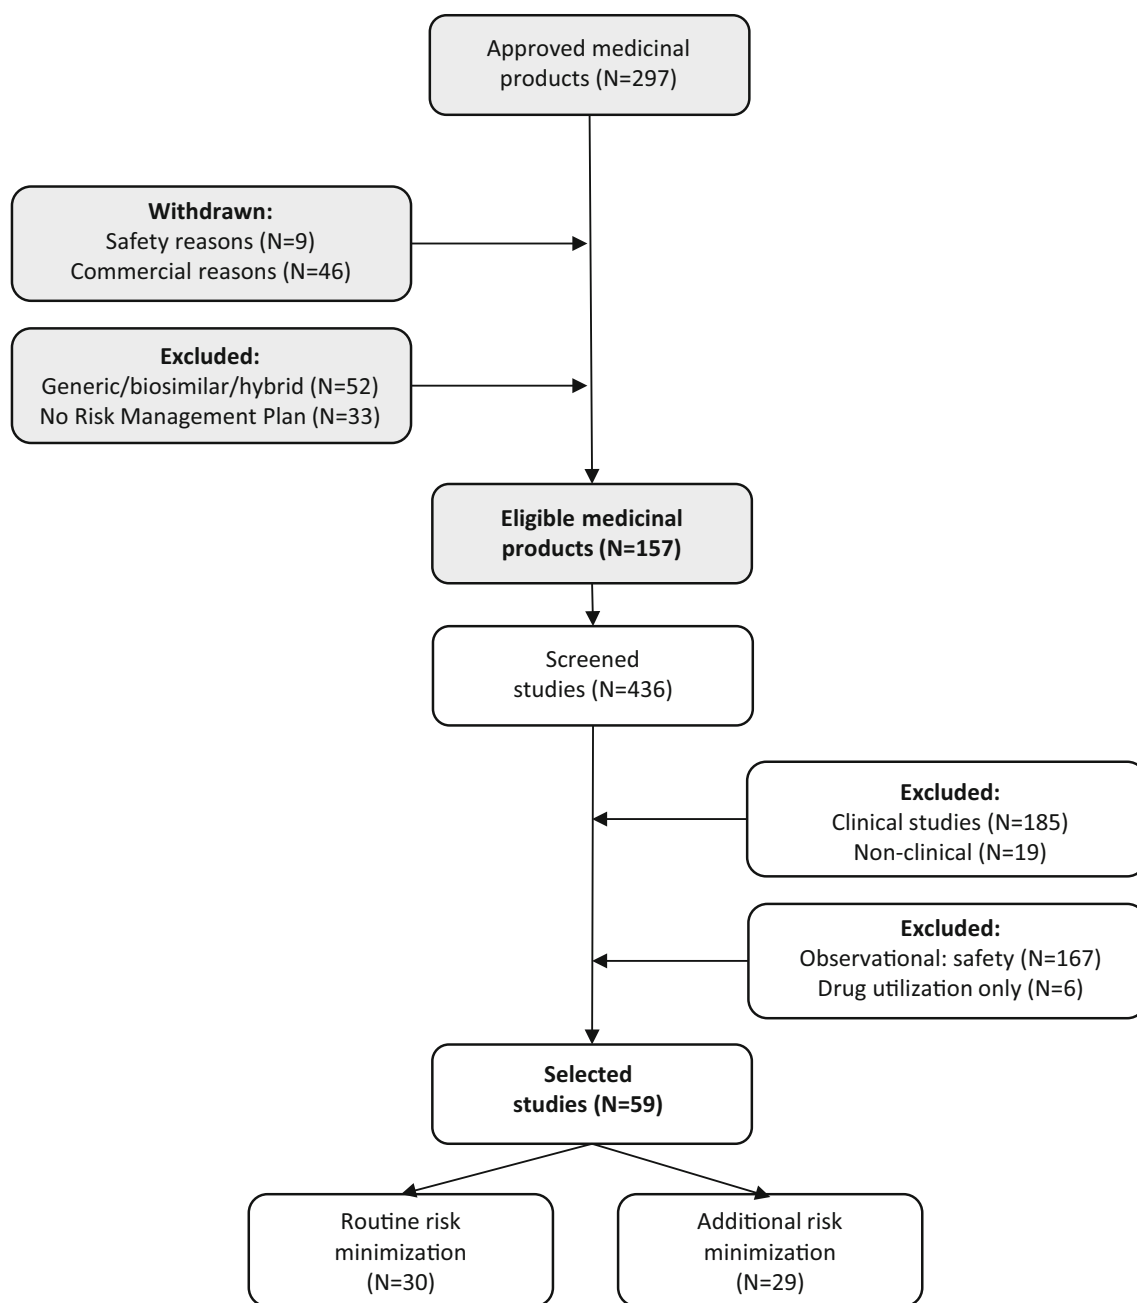 Approved medicinal
products (N=297)
Withdrawn:
Safety reasons (N=9)
Commercial reasons (N=46)
Excluded:
Generic/biosimilar/hybrid (N=52)
No Risk Management Plan (N=33)
Eligible medicinal
products (N=157)
Screened
studies (N=436)
Excluded:
Clinical studies (N=185)
Non-clinical (N=19)
Excluded:
Observational: safety (N=167)
Drug utilization only (N=6)
Selected
studies (N=59)
Routine risk
minimization
(N=30)
Additional risk
minimization
(N=29)